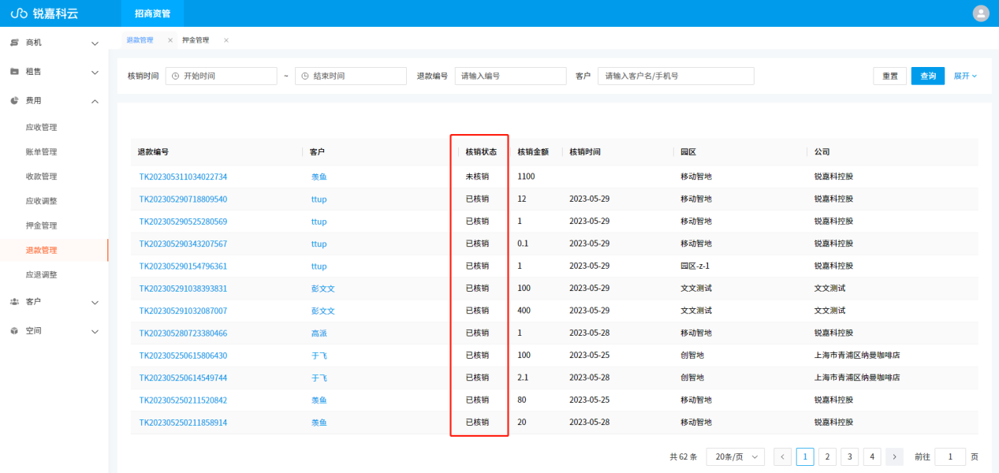 锐嘉科云 招商资管
退款管理 × 押金管理 ×
商机
租售
费用
应收管理
账单管理
收款管理
应收调整
押金管理
退款管理
应退调整
客户
空间
核销时间 开始时间 ~ 结束时间 退款编号 请输入编号 客户 请输入客户名/手机号 重置 查询 展开
退款编号 客户 核销状态 核销金额 核销时间 园区 公司
TK202305311034022734 羡鱼 未核销 1100 移动智地 锐嘉科控股
TK202305290718809540 ttup 已核销 12 2023-05-29 移动智地 锐嘉科控股
TK202305290525280569 ttup 已核销 1 2023-05-29 移动智地 锐嘉科控股
TK202305290343207567 ttup 已核销 0.1 2023-05-29 移动智地 锐嘉科控股
TK202305290154796361 ttup 已核销 1 2023-05-29 园区-z-1 锐嘉科控股
TK202305291038393831 彭文文 已核销 100 2023-05-29 文文测试 文文测试
TK202305291032087007 彭文文 已核销 400 2023-05-29 文文测试 文文测试
TK202305280723380466 高派 已核销 1 2023-05-28 移动智地 锐嘉科控股
TK202305250615806430 于飞 已核销 100 2023-05-25 创智地 上海市青浦区纳曼咖啡店
TK202305250614549744 于飞 已核销 2.1 2023-05-28 创智地 上海市青浦区纳曼咖啡店
TK202305250211520842 羡鱼 已核销 80 2023-05-25 移动智地 锐嘉科控股
TK202305250211858914 羡鱼 已核销 20 2023-05-28 移动智地 锐嘉科控股
共 62 条 20条/页 < 1 2 3 4 > 前往 1 页